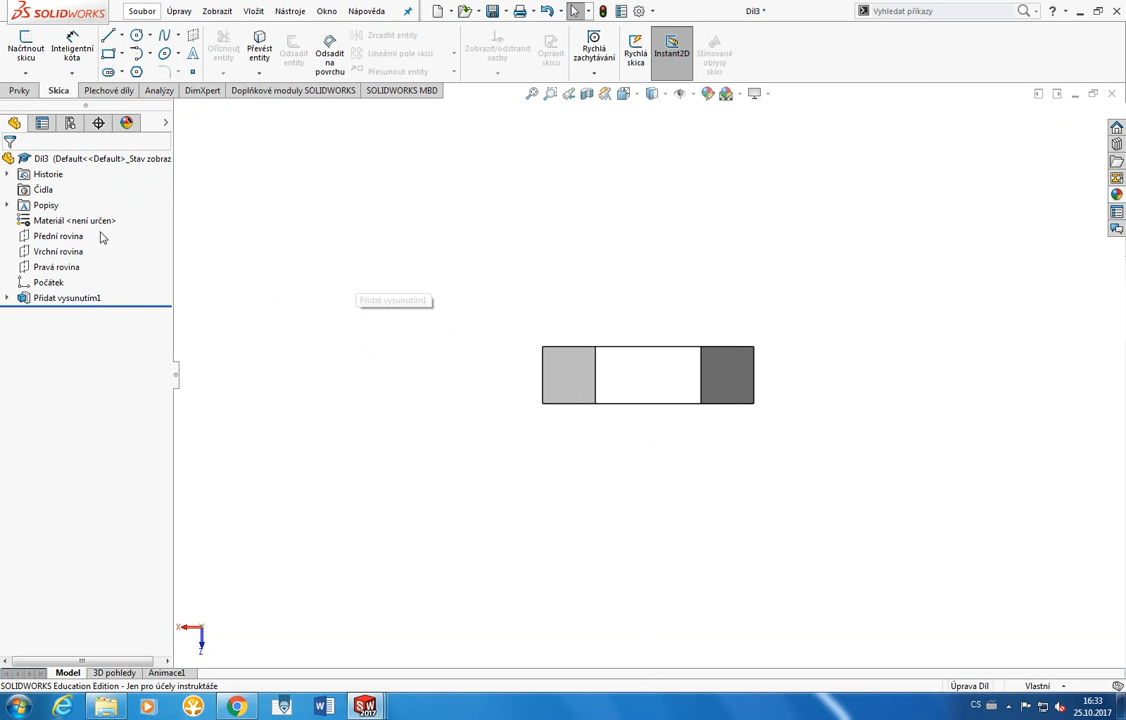 SOLIDWORKS
Soubor Úpravy Zobrazit Vložit Nástroje Okno Nápověda
Díl3 *
Vyhledat příkazy
Načrtnout skicu
Inteligentní kóta
Oříznout entity
Převést entity
Odsadit entity
Odsadit na povrchu
Zrcadlit entity
Lineární pole skici
Přesunout entity
Zobrazit/odstranit vazby
Opravit skicu
Rychlá zachytávání
Rychlá skica
Instant2D
Stínované obrysy skici
Prvky Skica Plechové díly Analýzy DimXpert Doplňkové moduly SOLIDWORKS SOLIDWORKS MBD
Díl3 (Default<<Default>_Stav zobraz
Historie
Čidla
Popisy
Materiál <není určen>
Přední rovina
Vrchní rovina
Pravá rovina
Počátek
Přidat vysunutím1
Přidat vysunutím1
X
Z
Model 3D pohledy Animace1
SOLIDWORKS Education Edition - Jen pro účely instruktáže
Úprava Díl
Vlastní
SW 2017
CS
16:33
25.10.2017